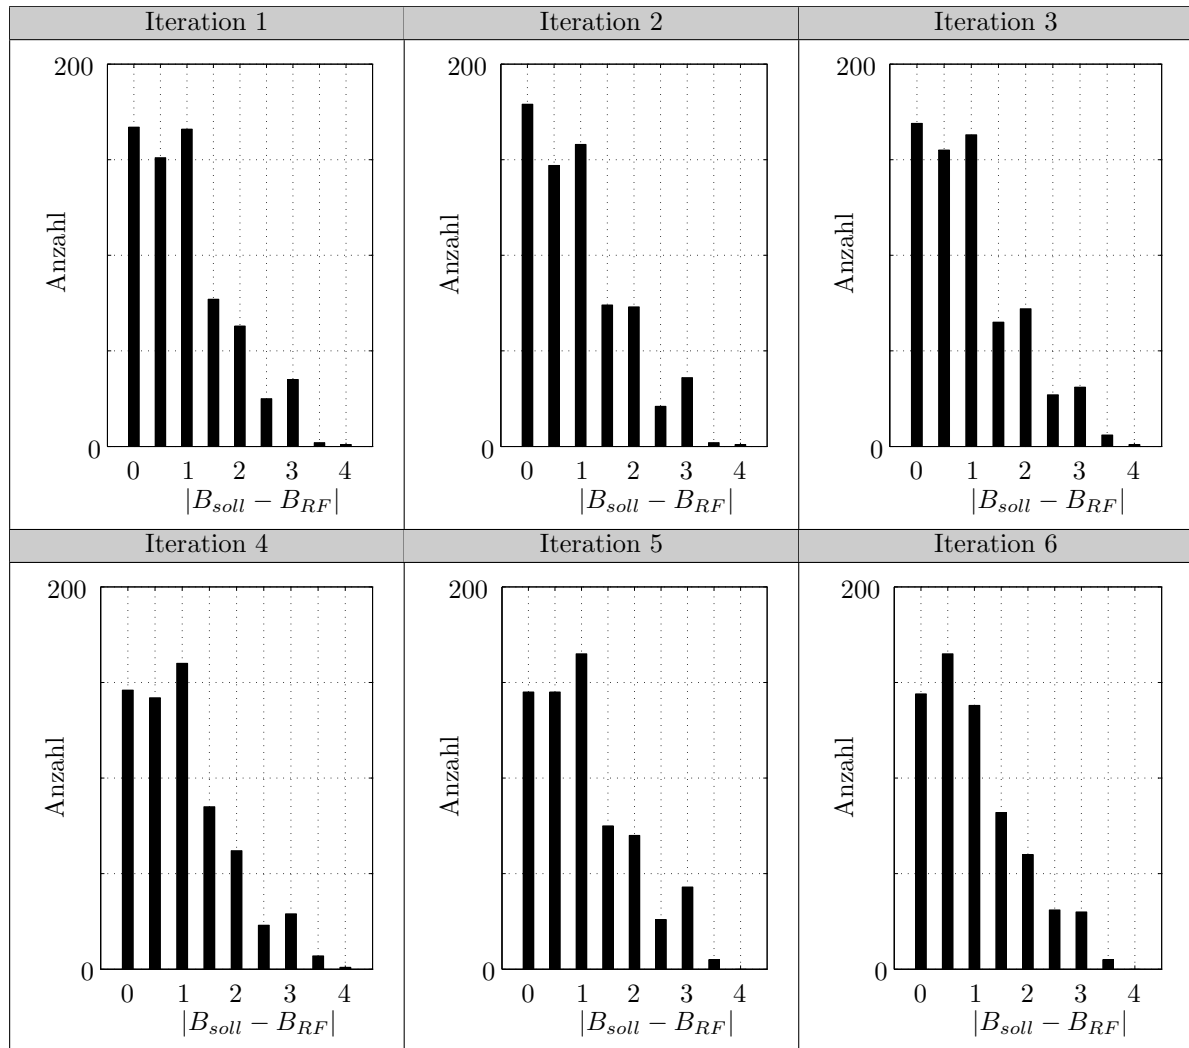 Iteration 1
200
Anzahl
0
0 1 2 3 4
|B_soll − B_RF|
Iteration 2
200
Anzahl
0
0 1 2 3 4
|B_soll − B_RF|
Iteration 3
200
Anzahl
0
0 1 2 3 4
|B_soll − B_RF|
Iteration 4
200
Anzahl
0
0 1 2 3 4
|B_soll − B_RF|
Iteration 5
200
Anzahl
0
0 1 2 3 4
|B_soll − B_RF|
Iteration 6
200
Anzahl
0
0 1 2 3 4
|B_soll − B_RF|